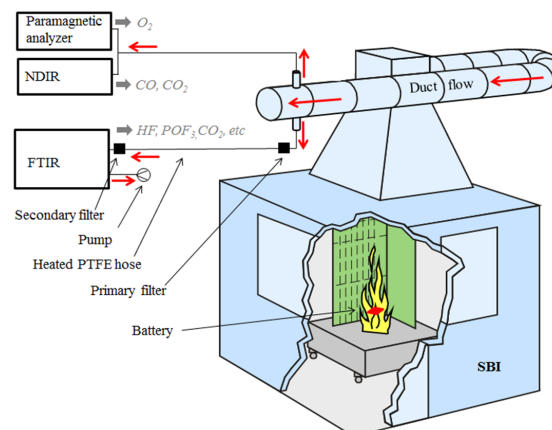 Paramagnetic
analyzer
O₂
NDIR
CO, CO₂
Duct flow
HF, POF₃,CO₂, etc
FTIR
Secondary filter
Pump
Heated PTFE hose
Primary filter
Battery
SBI